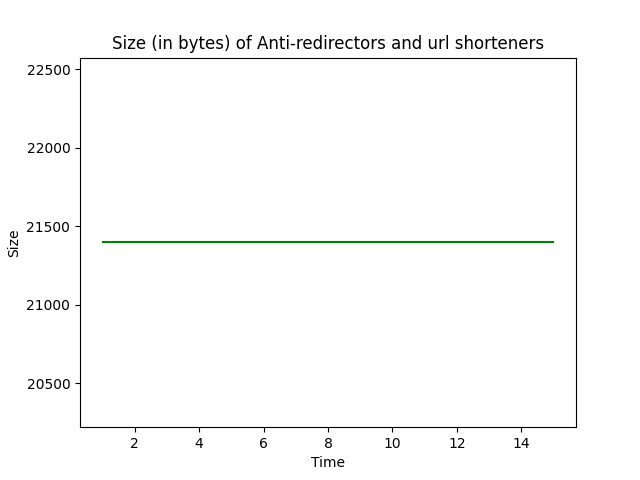 Size (in bytes) of Anti-redirectors and url shorteners
22500
22000
21500
21000
20500
Size
2 4 6 8 10 12 14
Time